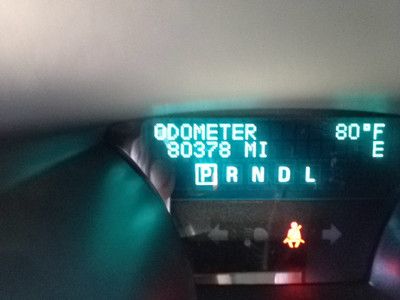 ODOMETER 80°F
80378 MI E
P R N D L